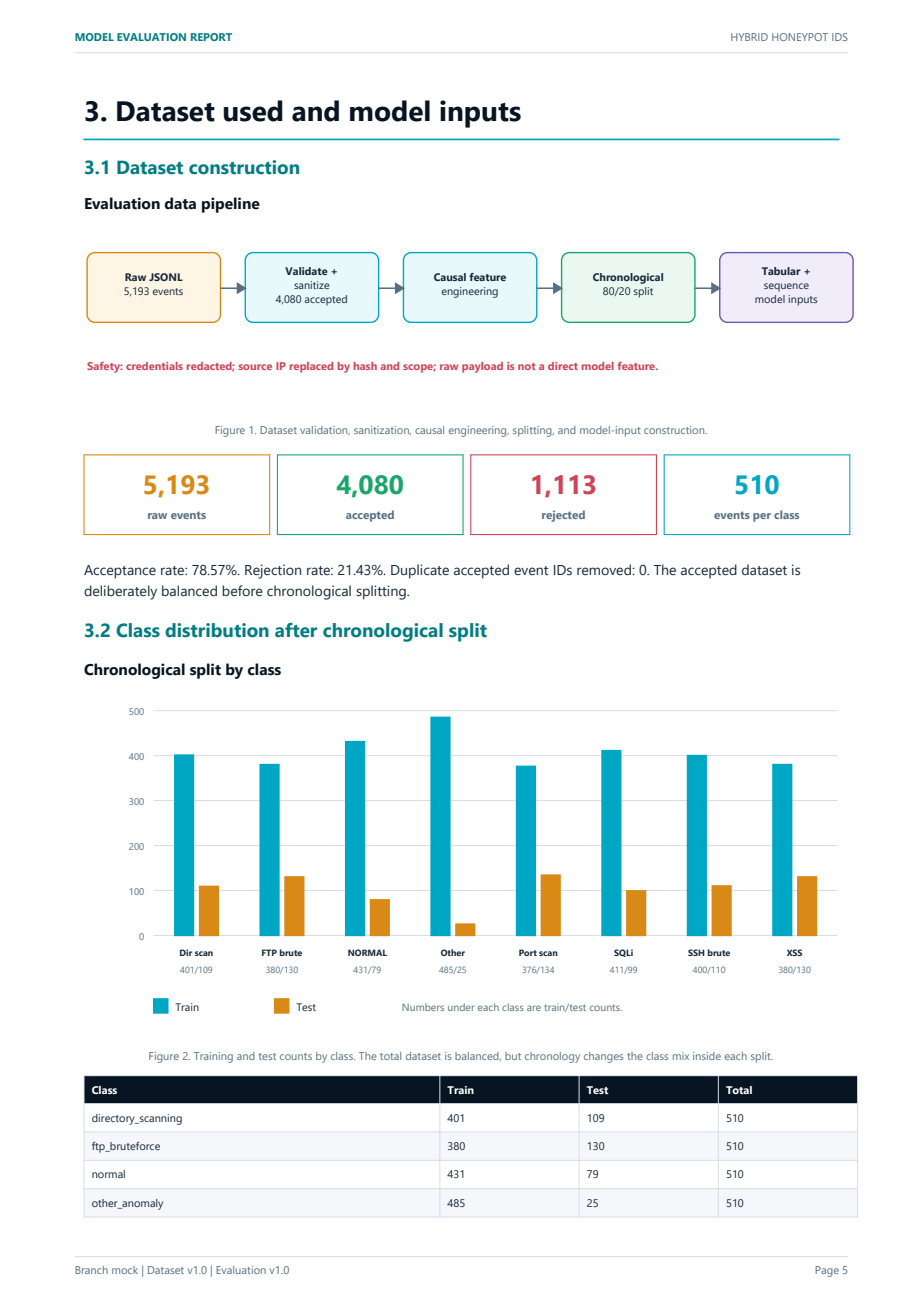 MODEL EVALUATION REPORT
HYBRID HONEYPOT IDS
3. Dataset used and model inputs
3.1 Dataset construction
Evaluation data pipeline
Raw JSONL
5,193 events
Validate +
sanitize
4,080 accepted
Causal feature
engineering
Chronological
80/20 split
Tabular +
sequence
model inputs
Safety: credentials redacted; source IP replaced by hash and scope; raw payload is not a direct model feature.
Figure 1. Dataset validation, sanitization, causal engineering, splitting, and model-input construction.
5,193
raw events
4,080
accepted
1,113
rejected
510
events per class
Acceptance rate: 78.57%. Rejection rate: 21.43%. Duplicate accepted event IDs removed: 0. The accepted dataset is
deliberately balanced before chronological splitting.
3.2 Class distribution after chronological split
Chronological split by class
500
400
300
200
100
0
Dir scan FTP brute NORMAL Other Port scan SQLi SSH brute XSS
401/109 380/130 431/79 485/25 376/134 411/99 400/110 380/130
Train Test Numbers under each class are train/test counts.
Figure 2. Training and test counts by class. The total dataset is balanced, but chronology changes the class mix inside each split.
Class Train Test Total
directory_scanning 401 109 510
ftp_bruteforce 380 130 510
normal 431 79 510
other_anomaly 485 25 510
Branch mock | Dataset v1.0 | Evaluation v1.0
Page 5